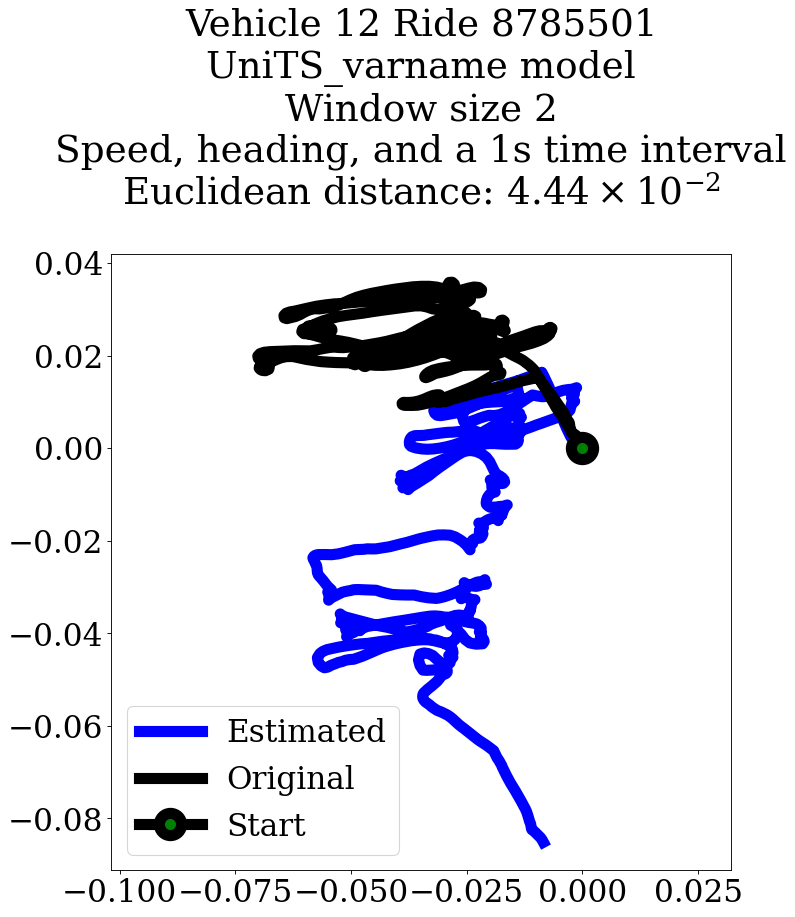 Vehicle 12 Ride 8785501
UniTS_varname model
Window size 2
Speed, heading, and a 1s time interval
Euclidean distance: 4.44 × 10⁻²
0.04
0.02
0.00
−0.02
−0.04
−0.06
−0.08
Estimated
Original
Start
−0.100 −0.075 −0.050 −0.025 0.000 0.025